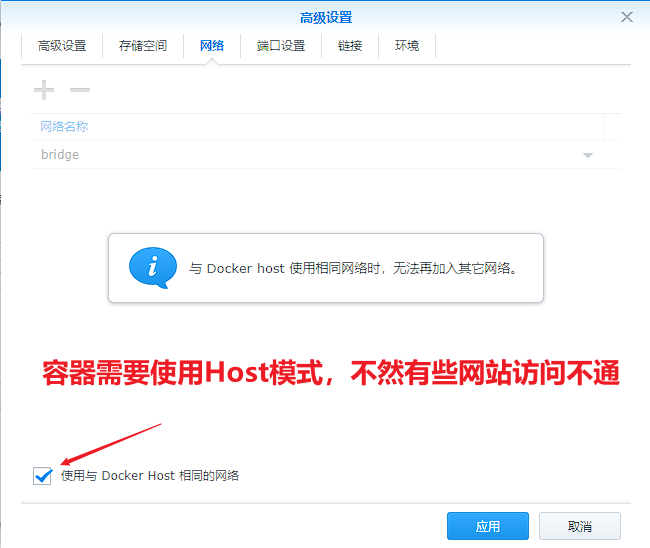 高级设置
高级设置 存储空间 网络 端口设置 链接 环境
网络名称
bridge
与 Docker host 使用相同网络时，无法再加入其它网络。
容器需要使用Host模式，不然有些网站访问不通
使用与 Docker Host 相同的网络
应用 取消